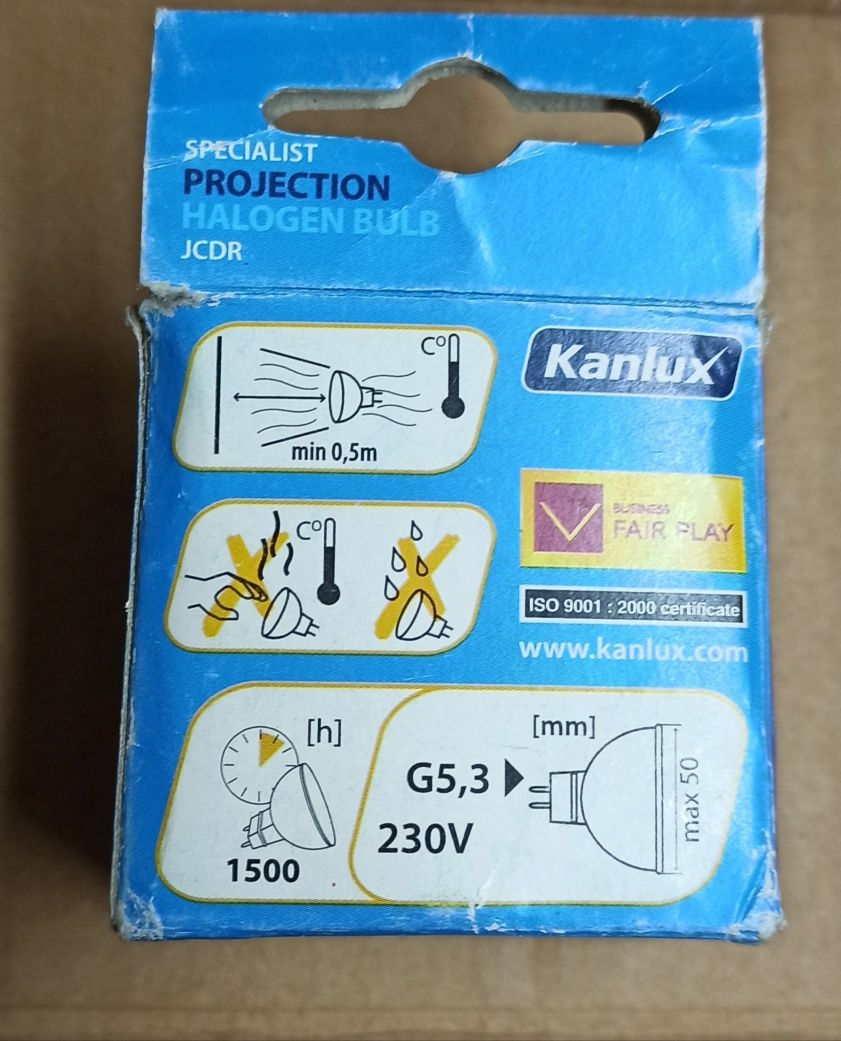 SPECIALIST
PROJECTION
HALOGEN BULB
JCDR
C°
min 0,5m
Kanlux
C°
BUSINESS
FAIR PLAY
ISO 9001 : 2000 certificate
www.kanlux.com
[h]
1500
[mm]
G5,3
230V
max 50